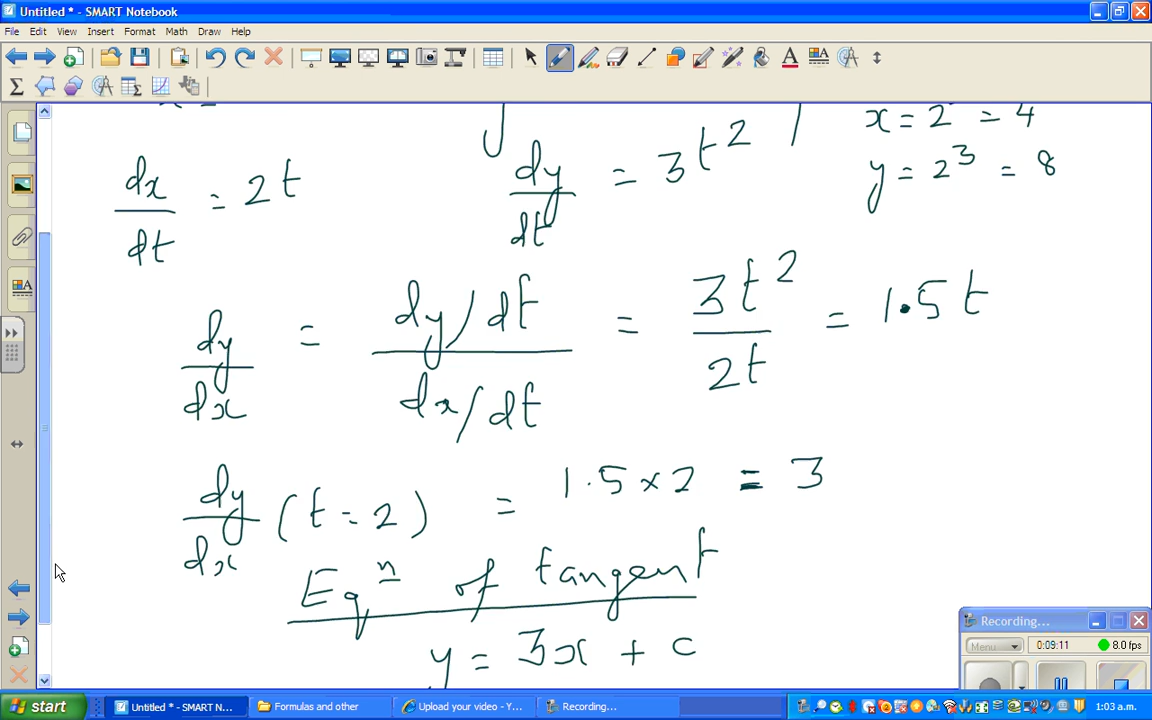 Untitled * - SMART Notebook
File Edit View Insert Format Math Draw Help
x = 2² = 4
dx/dt = 2t
dy/dt = 3t²
y = 2³ = 8
dy/dx = (dy/dt)/(dx/dt) = 3t²/2t = 1.5t
dy/dx (t = 2) = 1.5 × 2 = 3
Eqⁿ of tangent
y = 3x + c
Recording...
Menu
0:09:11
8.0 fps
start
Untitled * - SMART N...
Formulas and other
Upload your video - Y...
Recording...
1:03 a.m.